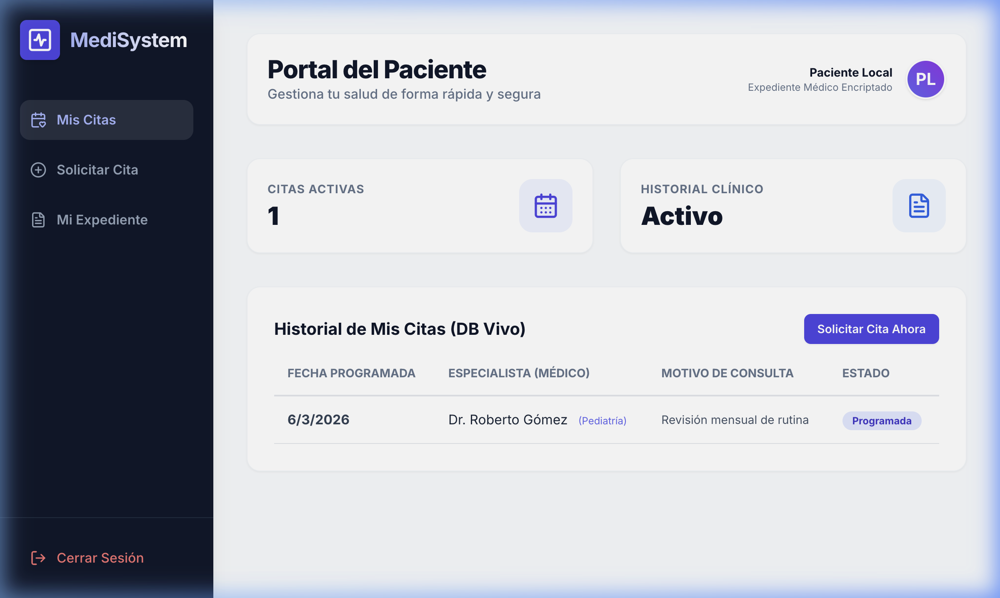 MediSystem
Mis Citas
Solicitar Cita
Mi Expediente
Cerrar Sesión
Portal del Paciente
Gestiona tu salud de forma rápida y segura
Paciente Local
Expediente Médico Encriptado
PL
CITAS ACTIVAS
1
HISTORIAL CLÍNICO
Activo
Historial de Mis Citas (DB Vivo)
Solicitar Cita Ahora
FECHA PROGRAMADA ESPECIALISTA (MÉDICO) MOTIVO DE CONSULTA ESTADO
6/3/2026 Dr. Roberto Gómez (Pediatría) Revisión mensual de rutina Programada